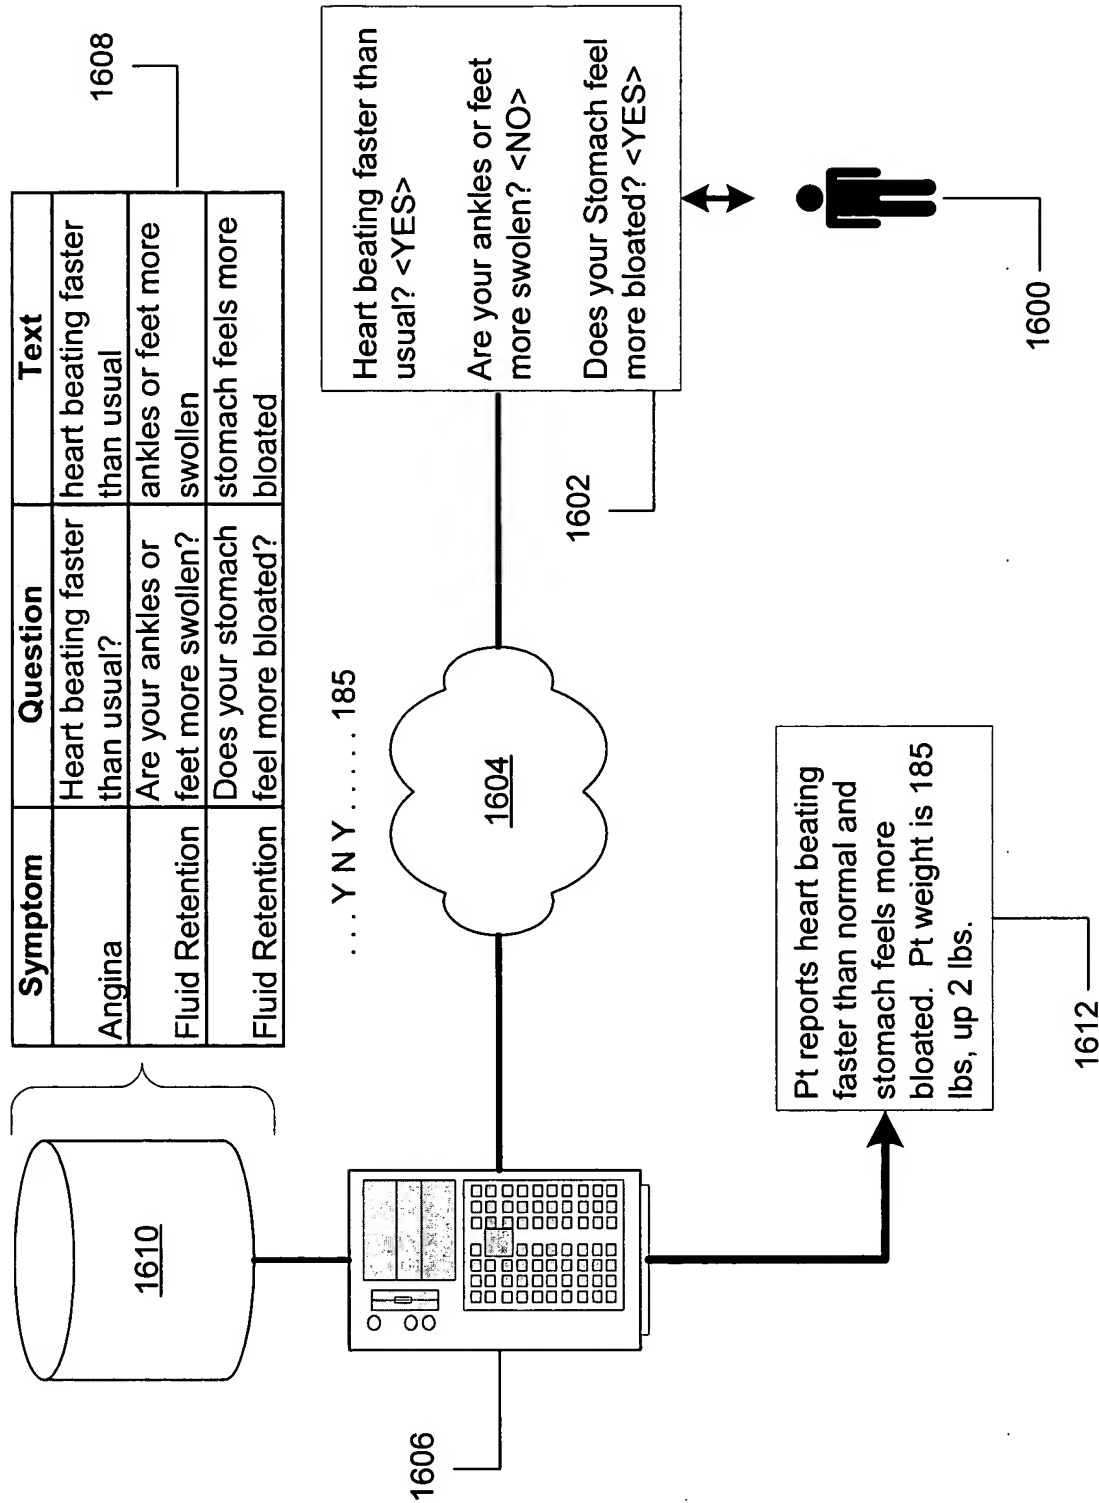 1608
Symptom Question Text
Angina Heart beating faster than usual? heart beating faster than usual
Fluid Retention Are your ankles or feet more swollen? ankles or feet more swollen
Fluid Retention Does your stomach feel more bloated? stomach feels more bloated
1610
. . . Y N Y . . . . . 185
1604
Heart beating faster than
usual? <YES>
Are your ankles or feet
more swolen? <NO>
Does your Stomach feel
more bloated? <YES>
1602
1606
Pt reports heart beating
faster than normal and
stomach feels more
bloated. Pt weight is 185
lbs, up 2 lbs.
1612
1600